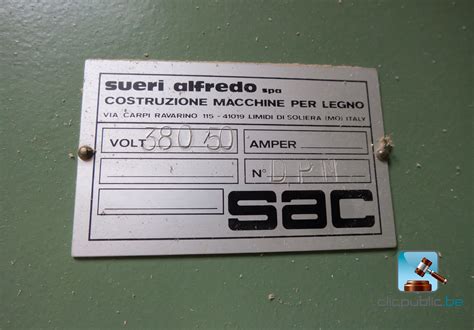 sueri alfredo spa
COSTRUZIONE MACCHINE PER LEGNO
VIA CARPI RAVARINO 115 - 41019 LIMIDI DI SOLIERA (MO) ITALY
VOLT 380 50 AMPER
N°
sac
clicpublic.be